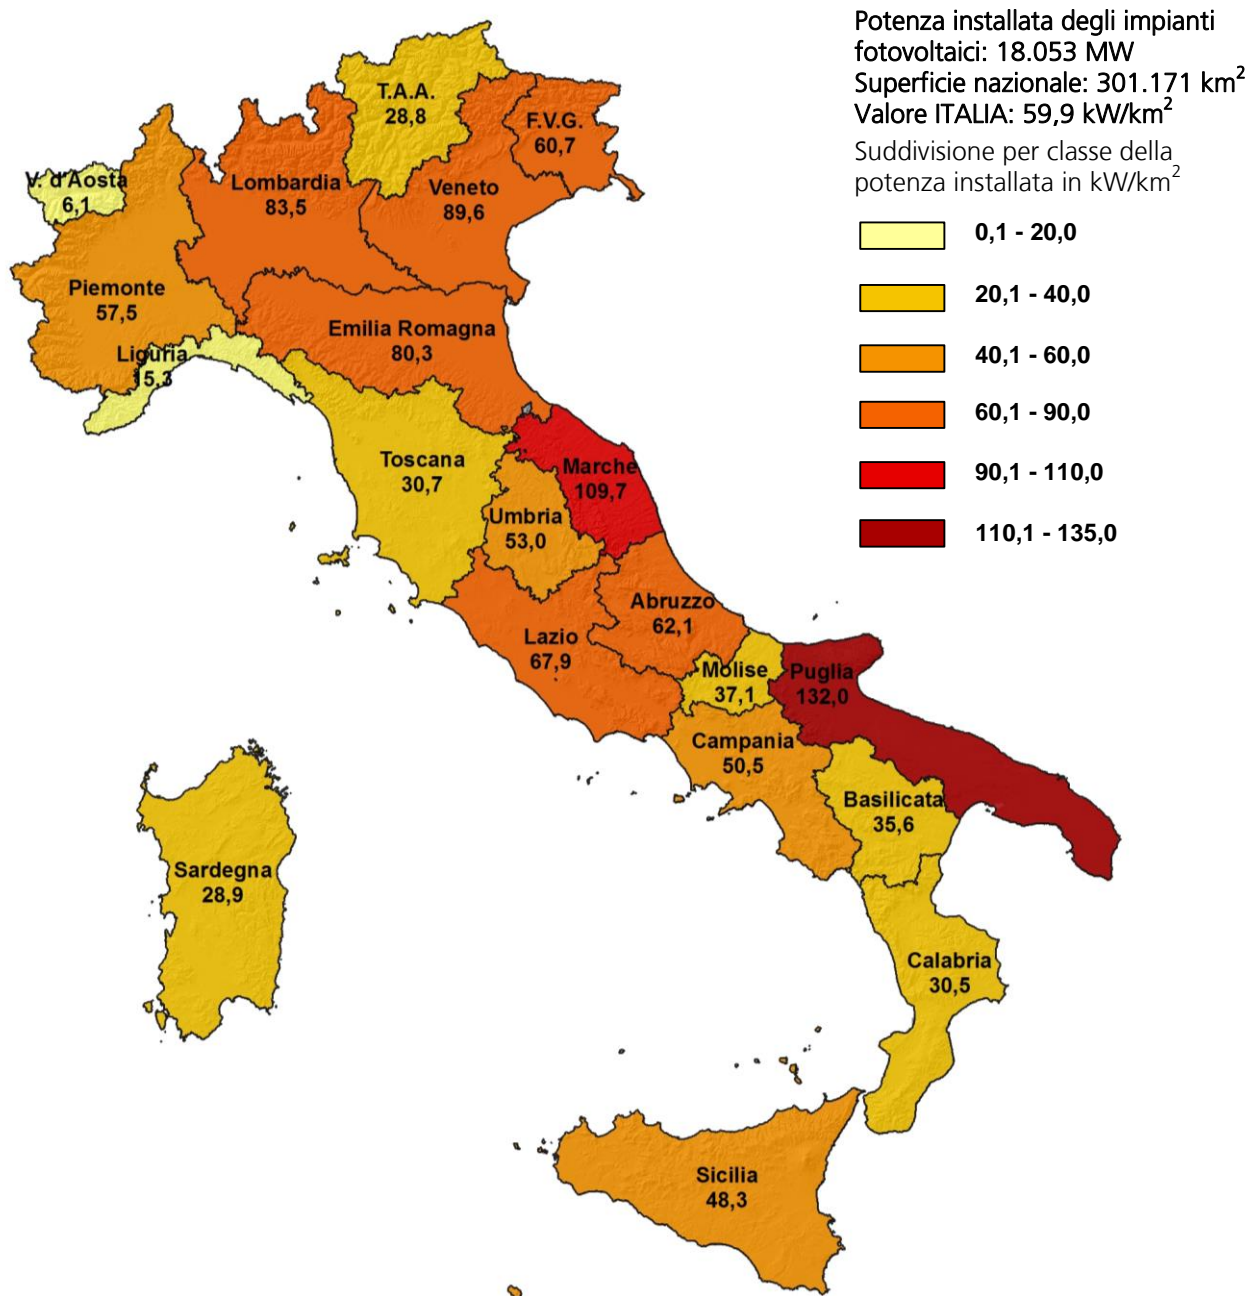 Potenza installata degli impianti
fotovoltaici: 18.053 MW
Superficie nazionale: 301.171 km²
Valore ITALIA: 59,9 kW/km²
Suddivisione per classe della
potenza installata in kW/km²
0,1 - 20,0
20,1 - 40,0
40,1 - 60,0
60,1 - 90,0
90,1 - 110,0
110,1 - 135,0
T.A.A.
28,8
F.V.G.
60,7
V. d'Aosta
6,1
Lombardia
83,5
Veneto
89,6
Piemonte
57,5
Emilia Romagna
80,3
Liguria
15,3
Toscana
30,7
Marche
109,7
Umbria
53,0
Abruzzo
62,1
Lazio
67,9
Molise
37,1
Puglia
132,0
Campania
50,5
Basilicata
35,6
Sardegna
28,9
Calabria
30,5
Sicilia
48,3